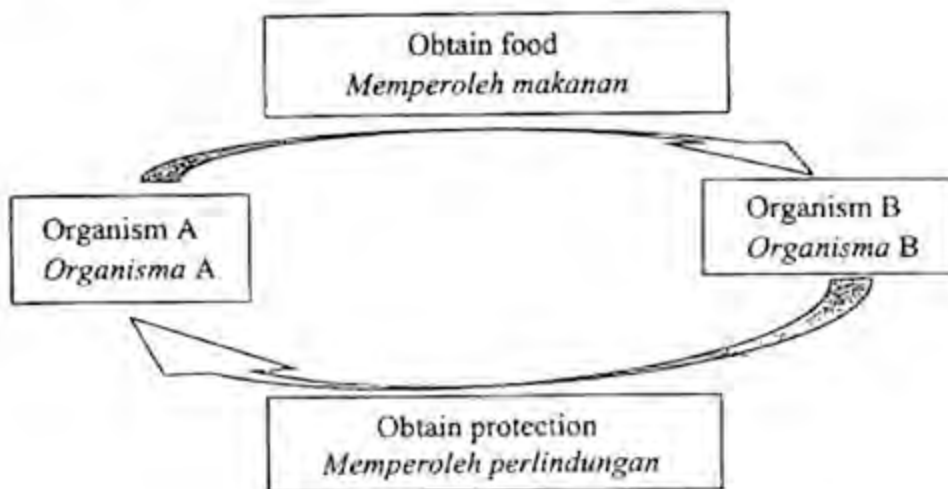 Obtain food
Memperoleh makanan
Organism A
Organisma A
Organism B
Organisma B
Obtain protection
Memperoleh perlindungan